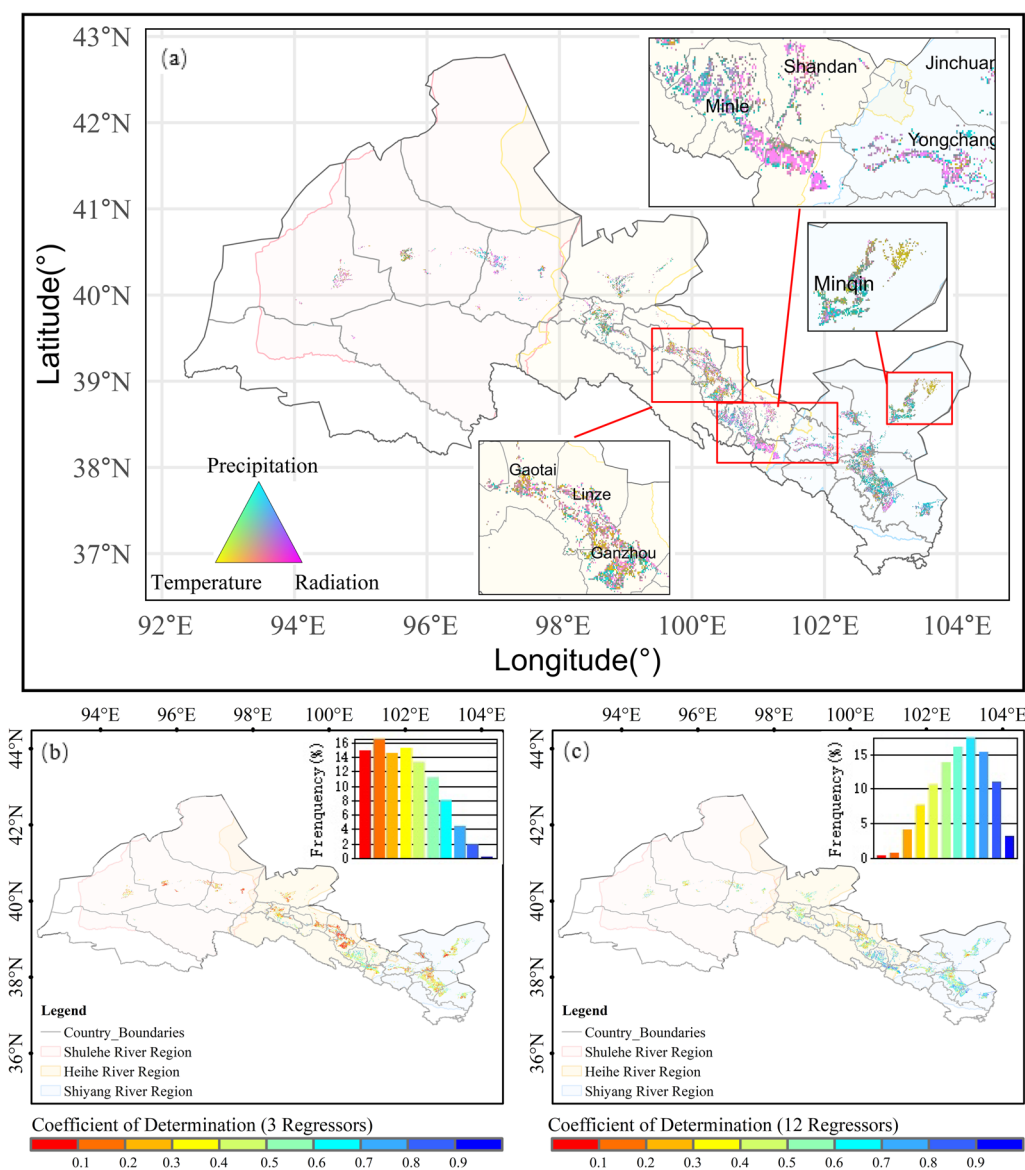 43°N
42°N
41°N
40°N
39°N
38°N
37°N
Latitude(°)
(a)
Shandan
Jinchuan
Minle
Yongchang
Minqin
Gaotai
Linze
Ganzhou
Precipitation
Temperature
Radiation
92°E 94°E 96°E 98°E 100°E 102°E 104°E
Longitude(°)
94°E 96°E 98°E 100°E 102°E 104°E
44°N
42°N
40°N
38°N
36°N
(b)
Frenquency(%)
16
14
12
10
8
6
4
2
0
Legend
Country_Boundaries
Shulehe River Region
Heihe River Region
Shiyang River Region
Coefficient of Determination (3 Regressors)
0.1 0.2 0.3 0.4 0.5 0.6 0.7 0.8 0.9
94°E 96°E 98°E 100°E 102°E 104°E
44°N
42°N
40°N
38°N
36°N
(c)
Frenquency(%)
15
10
5
0
Legend
Country_Boundaries
Shulehe River Region
Heihe River Region
Shiyang River Region
Coefficient of Determination (12 Regressors)
0.1 0.2 0.3 0.4 0.5 0.6 0.7 0.8 0.9